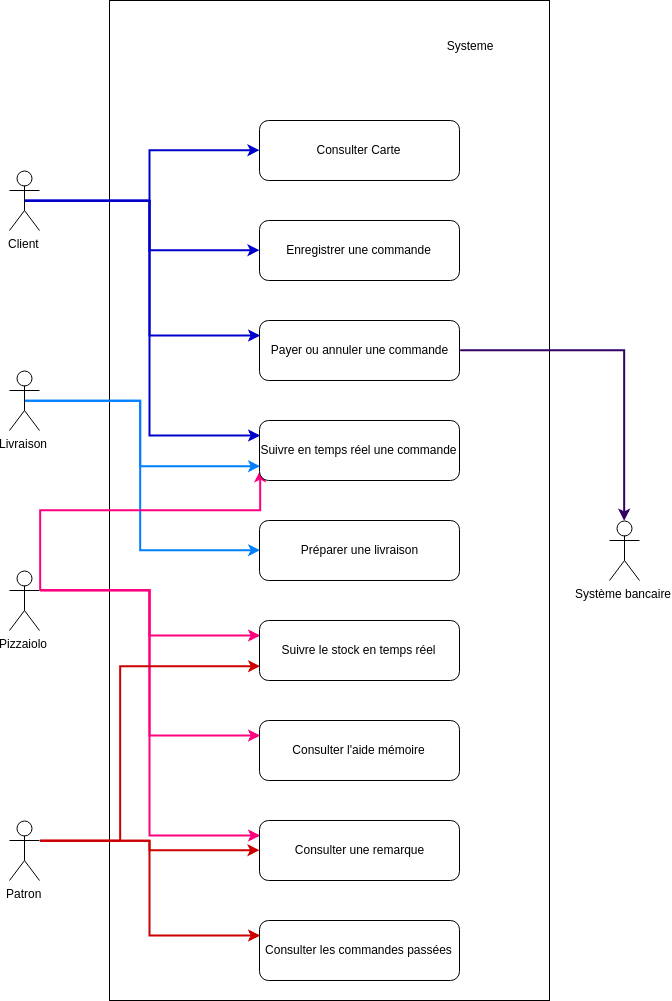 Systeme
Consulter Carte
Client
Enregistrer une commande
Payer ou annuler une commande
Livraison
Suivre en temps réel une commande
Préparer une livraison
Système bancaire
Pizzaiolo
Suivre le stock en temps réel
Consulter l'aide mémoire
Consulter une remarque
Patron
Consulter les commandes passées